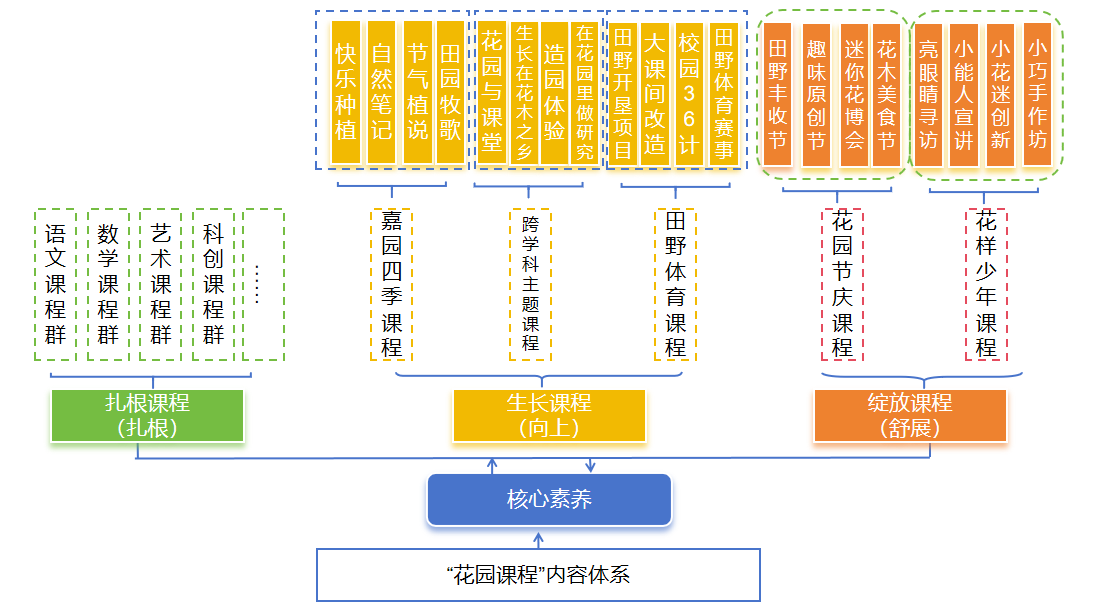 快乐种植
自然笔记
节气植说
田园牧歌
花园与课堂
生长在花木之乡
造园体验
在花园里做研究
田野开垦项目
大课间改造
校园36计
田野体育赛事
田野丰收节
趣味原创节
迷你花博会
花木美食节
亮眼睛寻访
小能人宣讲
小花迷创新
小巧手作坊
语文课程群
数学课程群
艺术课程群
科创课程群
……
嘉园四季课程
跨学科主题课程
田野体育课程
花园节庆课程
花样少年课程
扎根课程
（扎根）
生长课程
（向上）
绽放课程
（舒展）
核心素养
“花园课程”内容体系